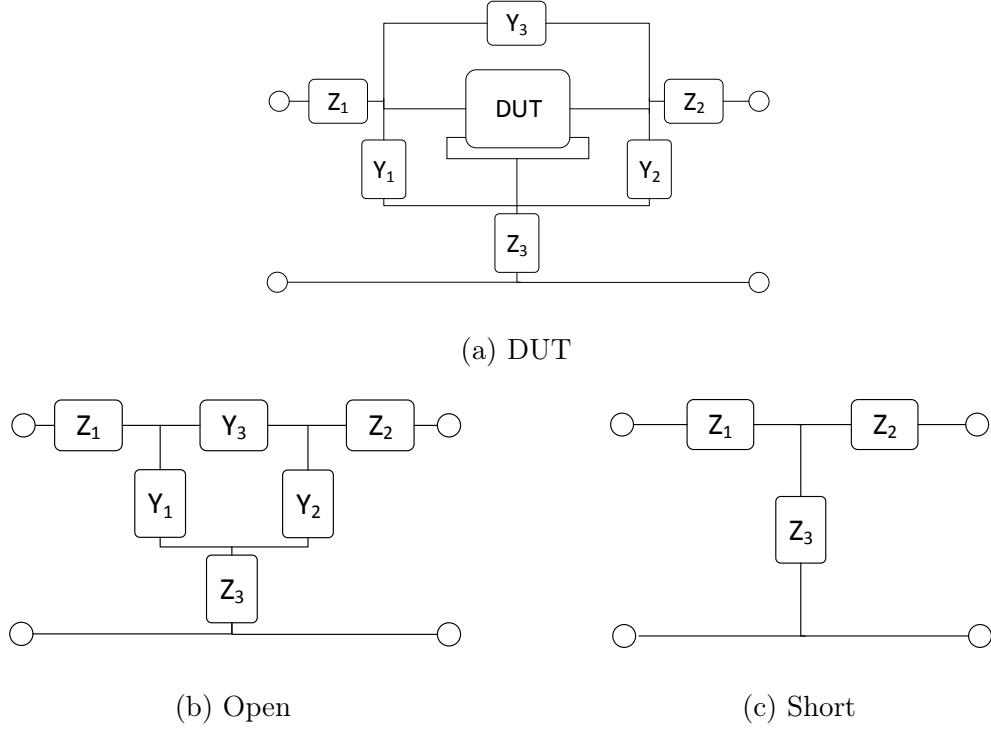 Y₃
Z₁ DUT Z₂
Y₁ Y₂
Z₃
(a) DUT
Z₁ Y₃ Z₂ Z₁ Z₂
Y₁ Y₂ Z₃
Z₃
(b) Open (c) Short